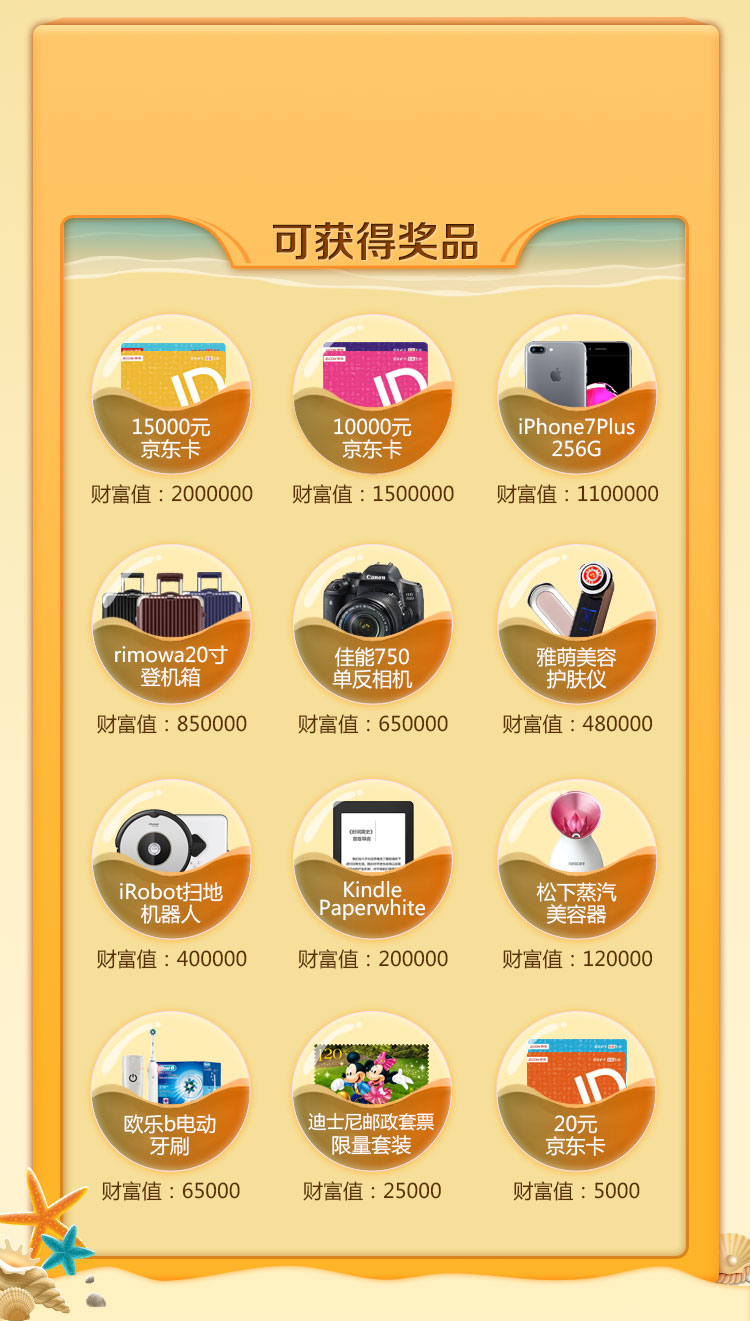 可获得奖品
15000元
京东卡
财富值：2000000
10000元
京东卡
财富值：1500000
iPhone7Plus
256G
财富值：1100000
rimowa20寸
登机箱
财富值：850000
Canon
佳能750
单反相机
财富值：650000
雅萌美容
护肤仪
财富值：480000
iRobot扫地
机器人
财富值：400000
《时间简史》
Kindle
Paperwhite
财富值：200000
松下蒸汽
美容器
财富值：120000
欧乐b电动
牙刷
财富值：65000
120
迪士尼邮政套票
限量套装
财富值：25000
20元
京东卡
财富值：5000